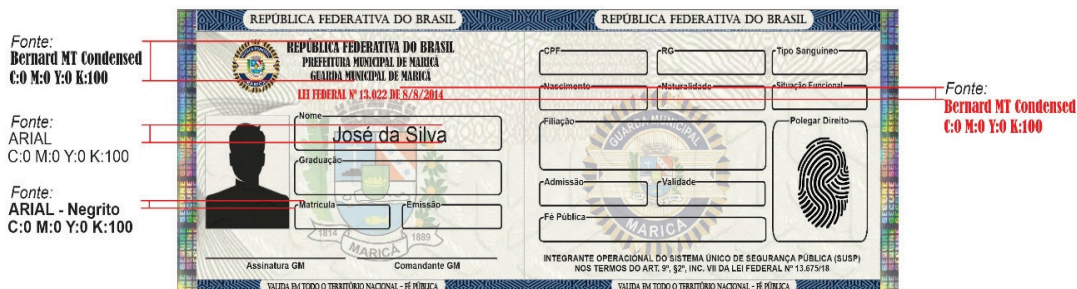 REPÚBLICA FEDERATIVA DO BRASIL
REPÚBLICA FEDERATIVA DO BRASIL
Fonte:
Bernard MT Condensed
C:0 M:0 Y:0 K:100
REPÚBLICA FEDERATIVA DO BRASIL
PREFEITURA MUNICIPAL DE MARICÁ
GUARDA MUNICIPAL DE MARICÁ
LEI FEDERAL Nº 13.022 DE 8/8/2014
CPF
RG
Tipo Sanguíneo
Nascimento
Naturalidade
Situação Funcional
Fonte:
Bernard MT Condensed
C:0 M:0 Y:0 K:100
Fonte:
ARIAL
C:0 M:0 Y:0 K:100
Nome
José da Silva
Graduação
Filiação
Polegar Direito
GUARDA MUNICIPAL
MARICÁ
Fonte:
ARIAL - Negrito
C:0 M:0 Y:0 K:100
Matrícula
Emissão
1814
MARICÁ
1889
Admissão
Validade
Fé Pública
Assinatura GM
Comandante GM
INTEGRANTE OPERACIONAL DO SISTEMA ÚNICO DE SEGURANÇA PÚBLICA (SUSP)
NOS TERMOS DO ART. 9º, §2º, INC. VII DA LEI FEDERAL Nº 13.675/18
VALIDA EM TODO O TERRITÓRIO NACIONAL - FÉ PÚBLICA
VALIDA EM TODO O TERRITÓRIO NACIONAL - FÉ PÚBLICA